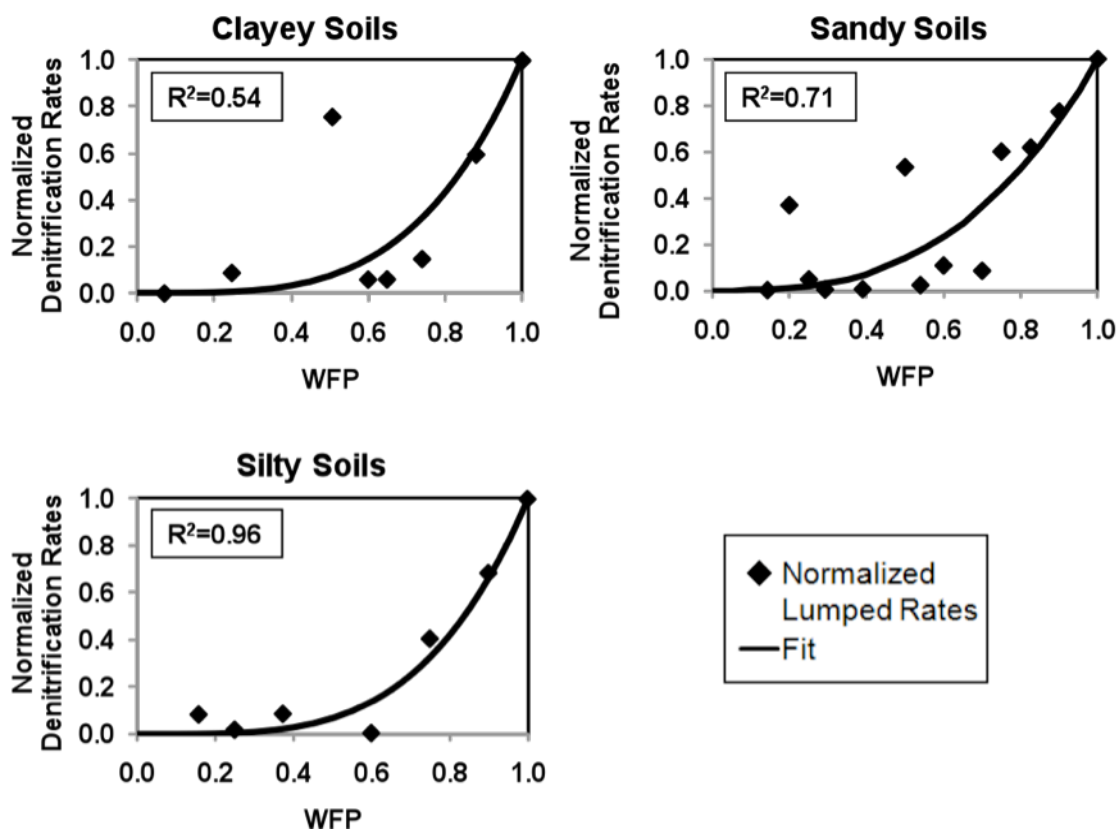 Clayey Soils
R²=0.54
Normalized
Denitrification Rates
1.0
0.8
0.6
0.4
0.2
0.0
0.0 0.2 0.4 0.6 0.8 1.0
WFP
Sandy Soils
R²=0.71
Normalized
Denitrification Rates
1.0
0.8
0.6
0.4
0.2
0.0
0.0 0.2 0.4 0.6 0.8 1.0
WFP
Silty Soils
R²=0.96
Normalized
Denitrification Rates
1.0
0.8
0.6
0.4
0.2
0.0
0.0 0.2 0.4 0.6 0.8 1.0
WFP
Normalized
Lumped Rates
Fit